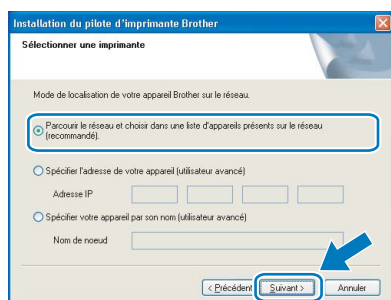 Installation du pilote d'imprimante Brother
Sélectionner une imprimante
Mode de localisation de votre appareil Brother sur le réseau.
Parcourir le réseau et choisir dans une liste d'appareils présents sur le réseau
(recommandé).
Spécifier l'adresse de votre appareil (utilisateur avancé)
Adresse IP
Spécifier votre appareil par son nom (utilisateur avancé)
Nom de noeud
< Précédent
Suivant >
Annuler